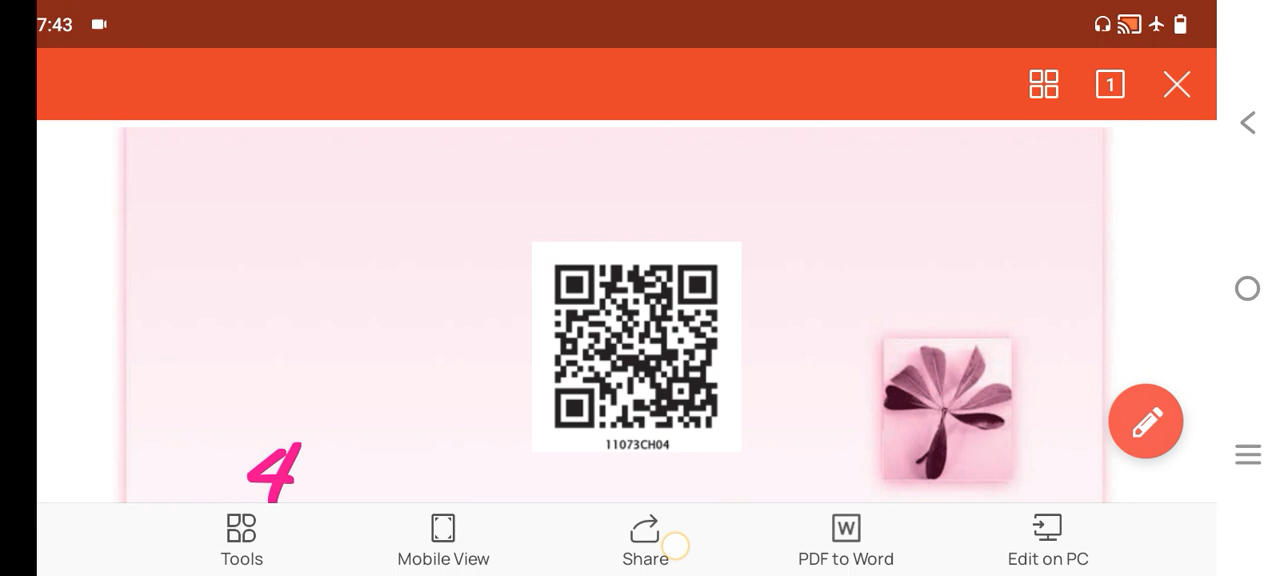 7:43
1
11073CH04
4
Tools
Mobile View
Share
W
PDF to Word
Edit on PC